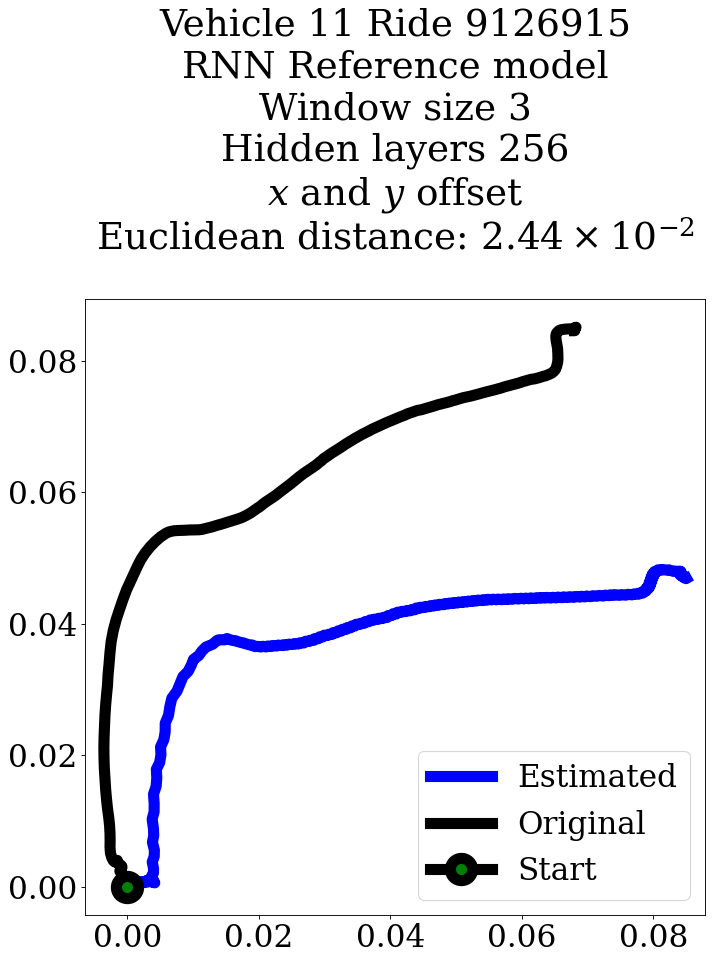 Vehicle 11 Ride 9126915
RNN Reference model
Window size 3
Hidden layers 256
x and y offset
Euclidean distance: 2.44 × 10⁻²
0.08
0.06
0.04
0.02
0.00
Estimated
Original
Start
0.00 0.02 0.04 0.06 0.08